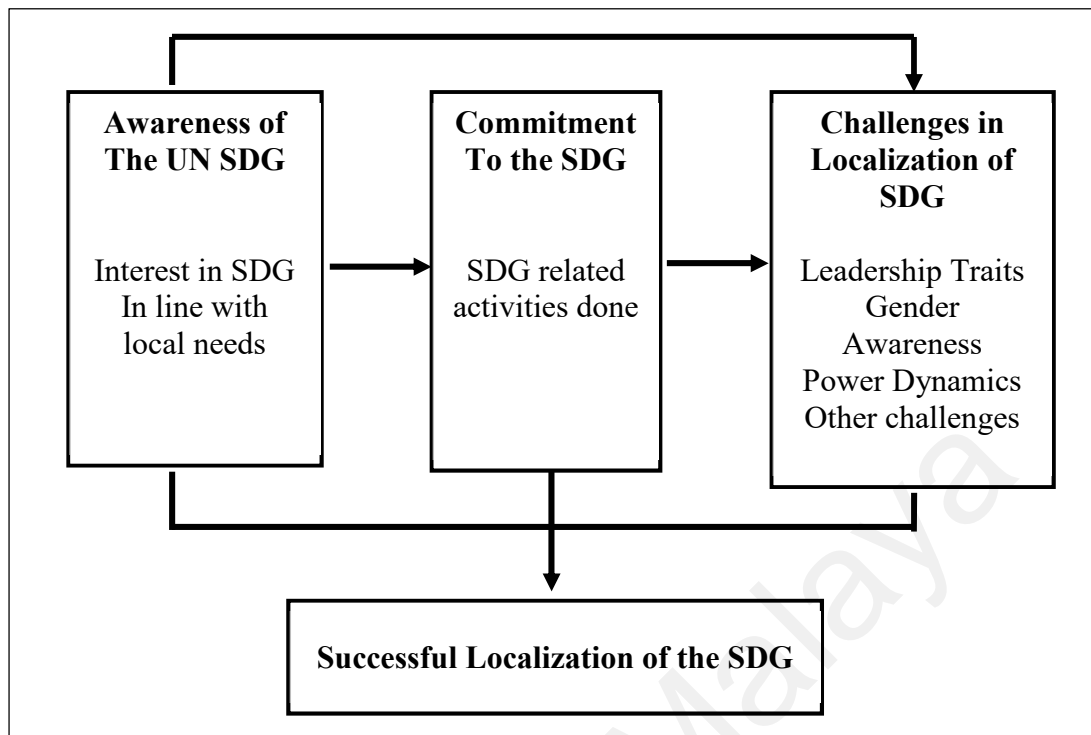 Awareness of
The UN SDG
Interest in SDG
In line with
local needs
Commitment
To the SDG
SDG related
activities done
Challenges in
Localization of
SDG
Leadership Traits
Gender
Awareness
Power Dynamics
Other challenges
Successful Localization of the SDG
Malaya